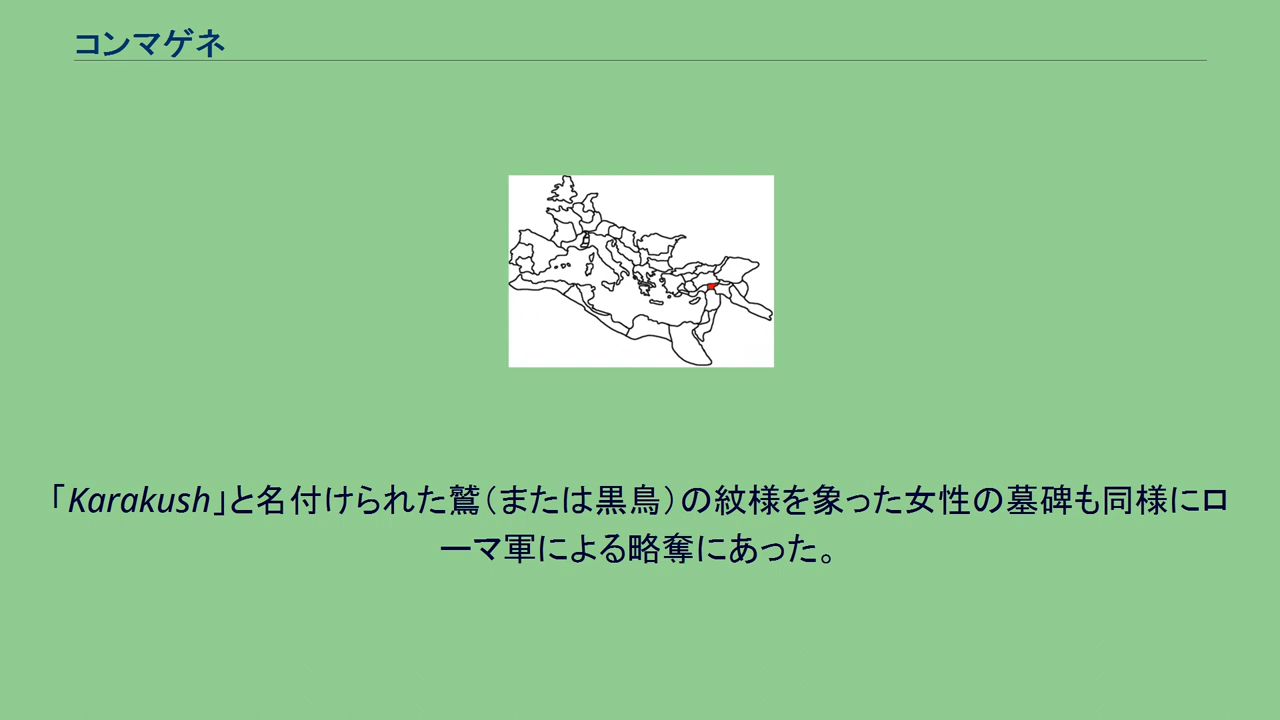 コンマゲネ
「Karakush」と名付けられた鷲（または黒鳥）の紋様を象った女性の墓碑も同様にロ
ーマ軍による略奪にあった。